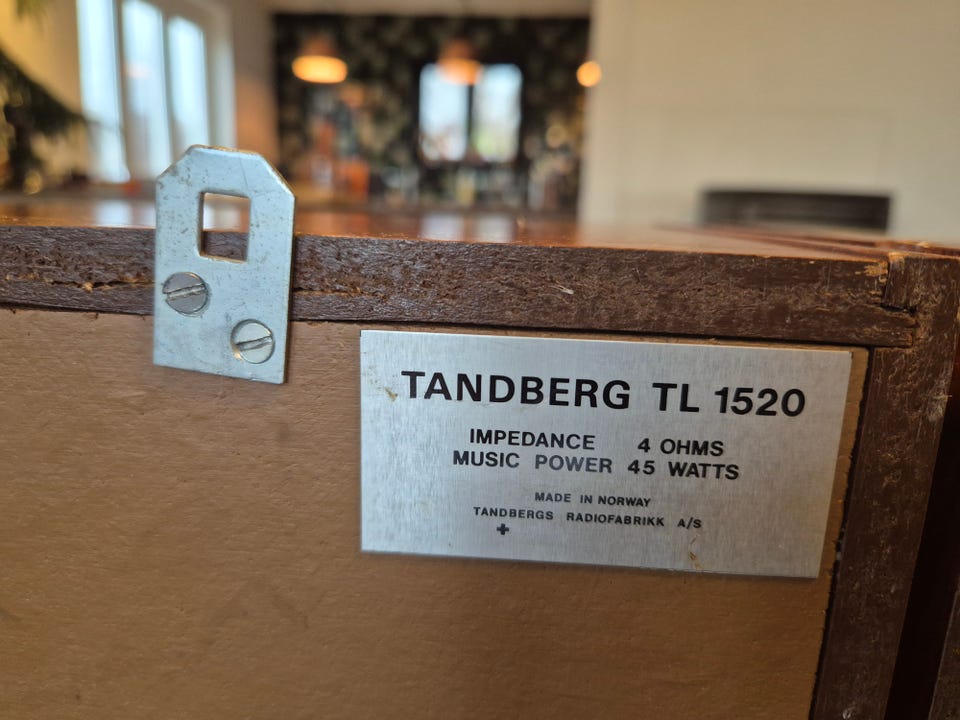 TANDBERG TL 1520
IMPEDANCE 4 OHMS
MUSIC POWER 45 WATTS
MADE IN NORWAY
TANDBERGS RADIOFABRIKK A/S
+